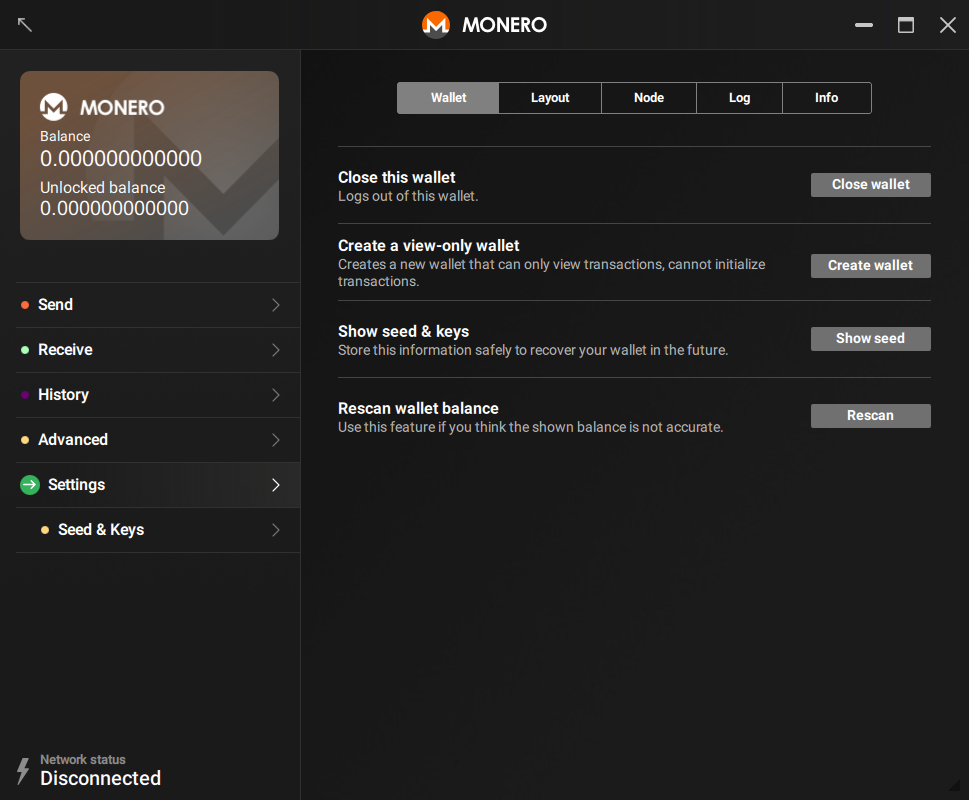 MONERO
MONERO
Balance
0.000000000000
Unlocked balance
0.000000000000
Send
Receive
History
Advanced
Settings
Seed & Keys
Network status
Disconnected
Wallet
Layout
Node
Log
Info
Close this wallet
Logs out of this wallet.
Close wallet
Create a view-only wallet
Creates a new wallet that can only view transactions, cannot initialize
transactions.
Create wallet
Show seed & keys
Store this information safely to recover your wallet in the future.
Show seed
Rescan wallet balance
Use this feature if you think the shown balance is not accurate.
Rescan